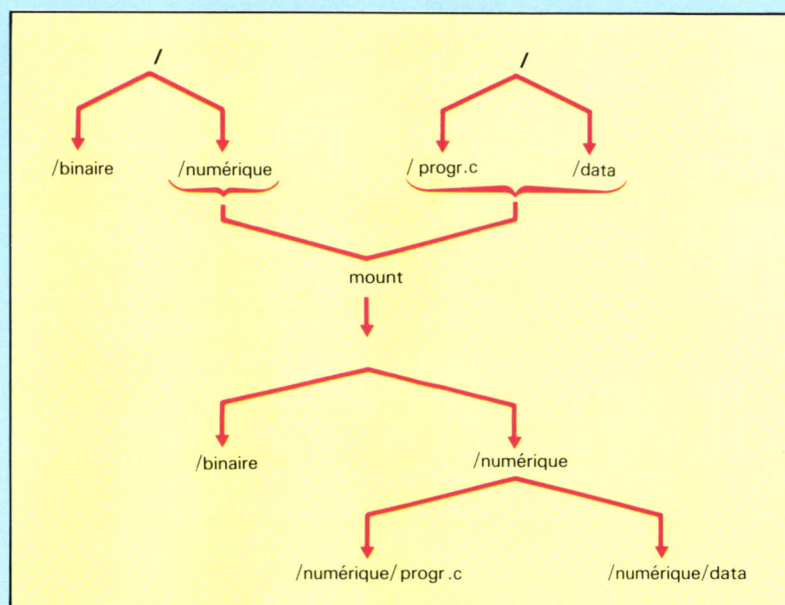 / /
/binaire /numérique / progr.c /data
mount
/binaire /numérique
/numérique/ progr.c /numérique/data